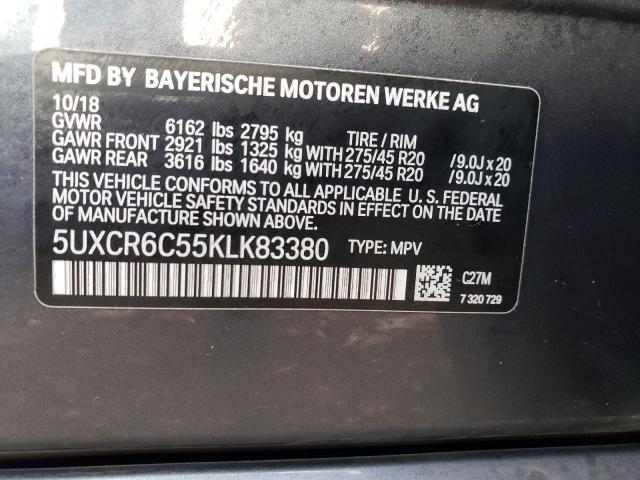 MFD BY BAYERISCHE MOTOREN WERKE AG
10/18
GVWR 6162 lbs 2795 kg TIRE / RIM
GAWR FRONT 2921 lbs 1325 kg WITH 275/45 R20 /9.0J x 20
GAWR REAR 3616 lbs 1640 kg WITH 275/45 R20 /9.0J x 20
THIS VEHICLE CONFORMS TO ALL APPLICABLE U. S. FEDERAL
MOTOR VEHICLE SAFETY STANDARDS IN EFFECT ON THE DATE
OF MANUFACTURE SHOWN ABOVE.
5UXCR6C55KLK83380 TYPE: MPV
C27M
7 320 729